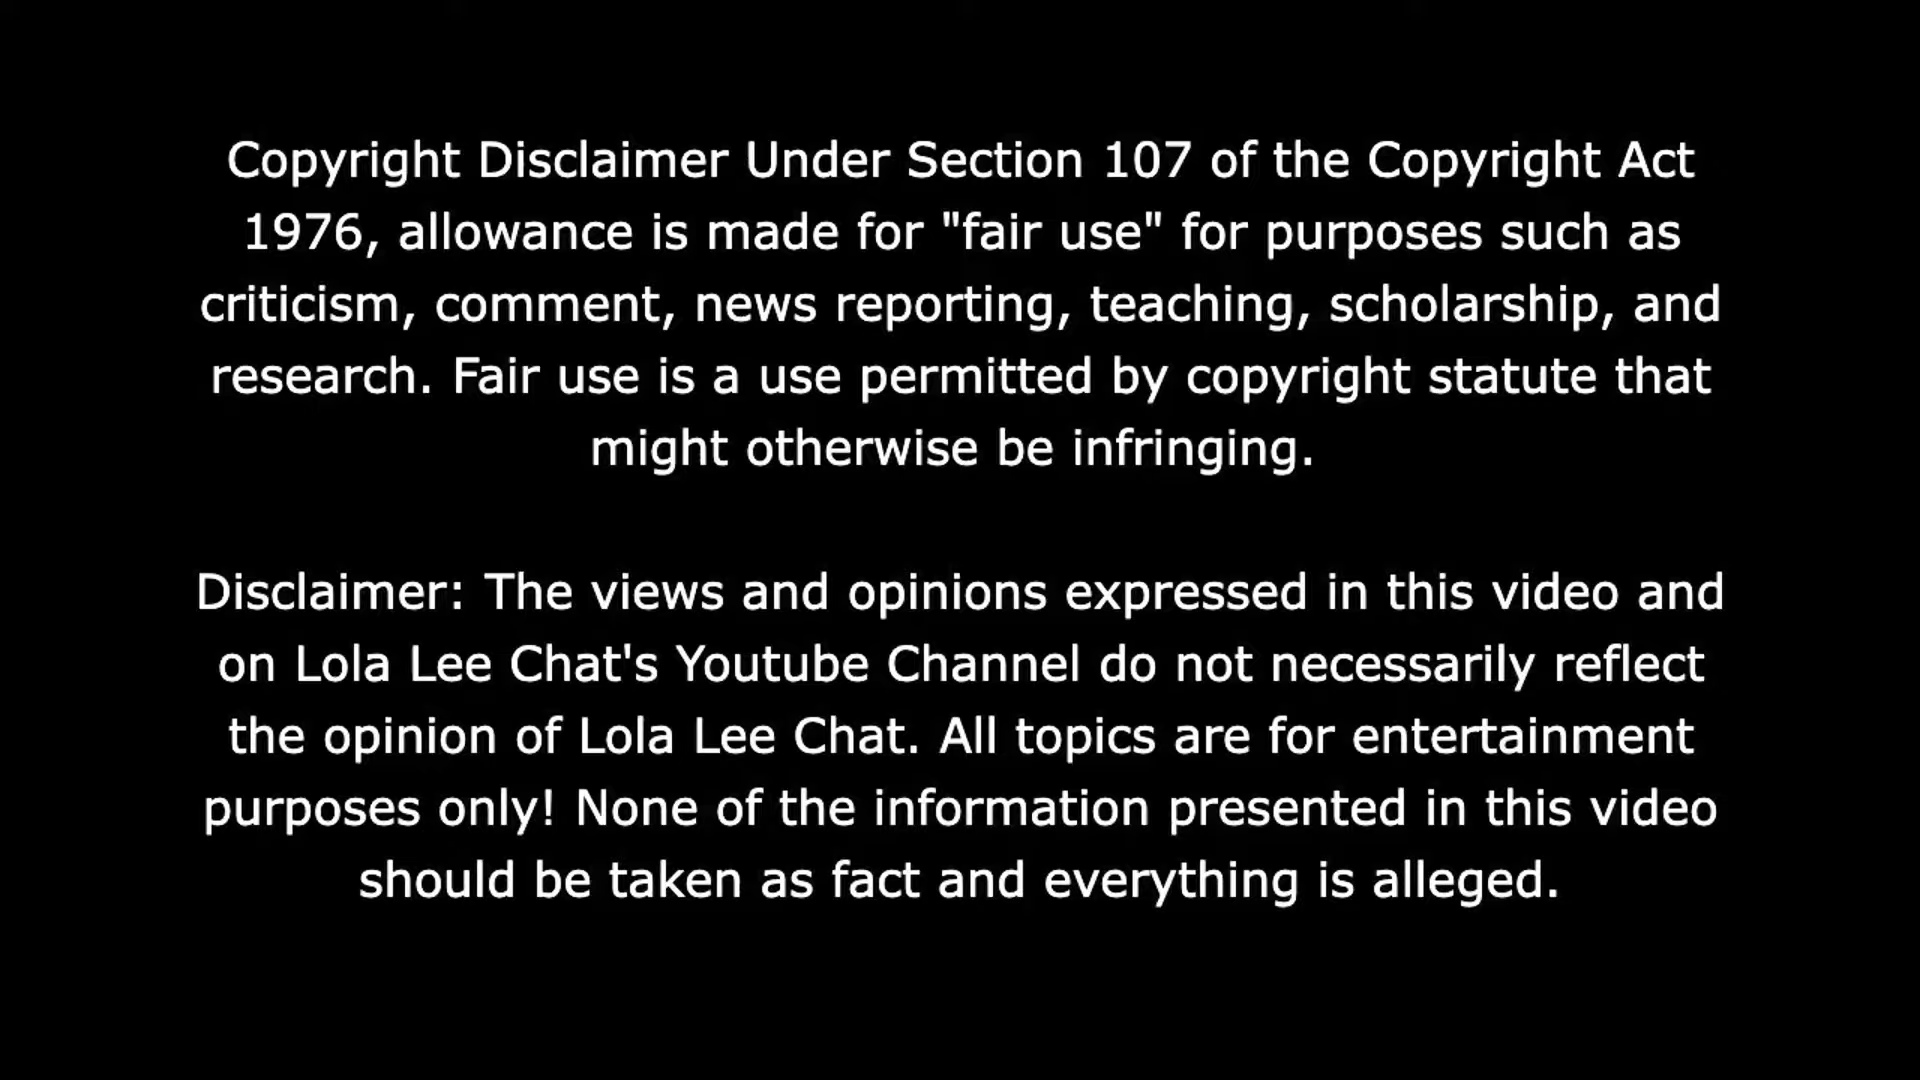 Copyright Disclaimer Under Section 107 of the Copyright Act
1976, allowance is made for "fair use" for purposes such as
criticism, comment, news reporting, teaching, scholarship, and
research. Fair use is a use permitted by copyright statute that
might otherwise be infringing.
Disclaimer: The views and opinions expressed in this video and
on Lola Lee Chat's Youtube Channel do not necessarily reflect
the opinion of Lola Lee Chat. All topics are for entertainment
purposes only! None of the information presented in this video
should be taken as fact and everything is alleged.